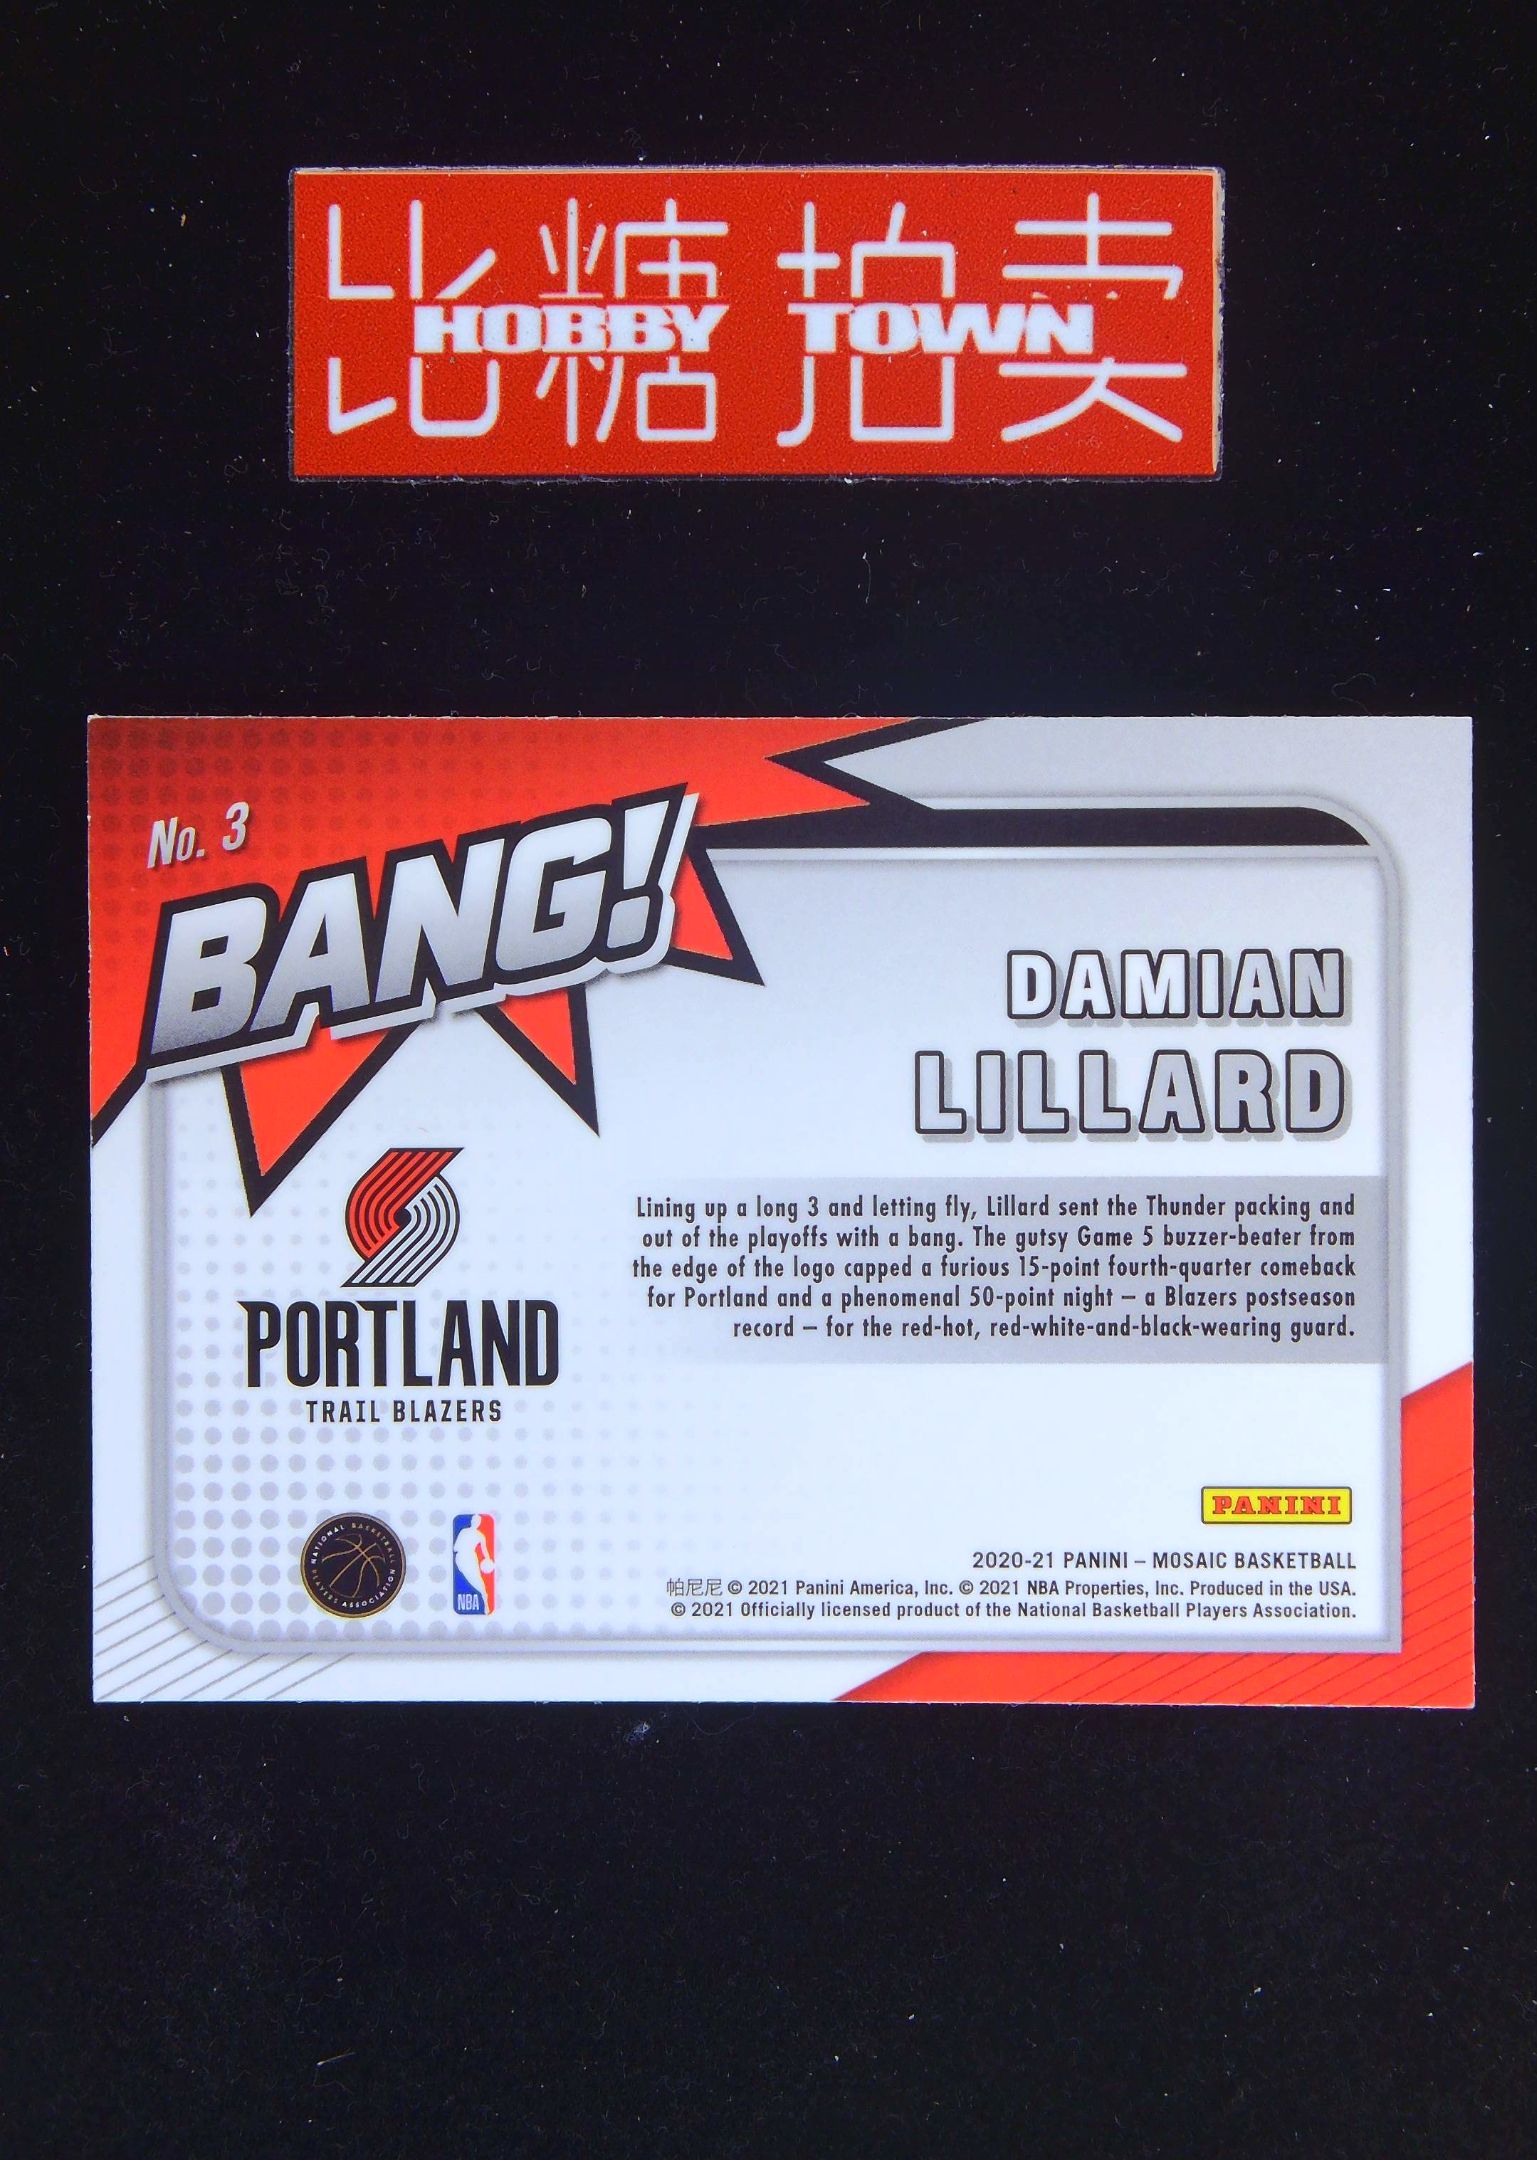 比糖拍卖
HOBBY TOWN
No. 3
BANG!
DAMIAN
LILLARD
Lining up a long 3 and letting fly, Lillard sent the Thunder packing and
out of the playoffs with a bang. The gutsy Game 5 buzzer-beater from
the edge of the logo capped a furious 15-point fourth-quarter comeback
for Portland and a phenomenal 50-point night – a Blazers postseason
record – for the red-hot, red-white-and-black-wearing guard.
PORTLAND
TRAIL BLAZERS
NATIONAL BASKETBALL PLAYERS ASSOCIATION
NBA
PANINI
2020-21 PANINI – MOSAIC BASKETBALL
帕尼尼 © 2021 Panini America, Inc. © 2021 NBA Properties, Inc. Produced in the USA.
© 2021 Officially licensed product of the National Basketball Players Association.